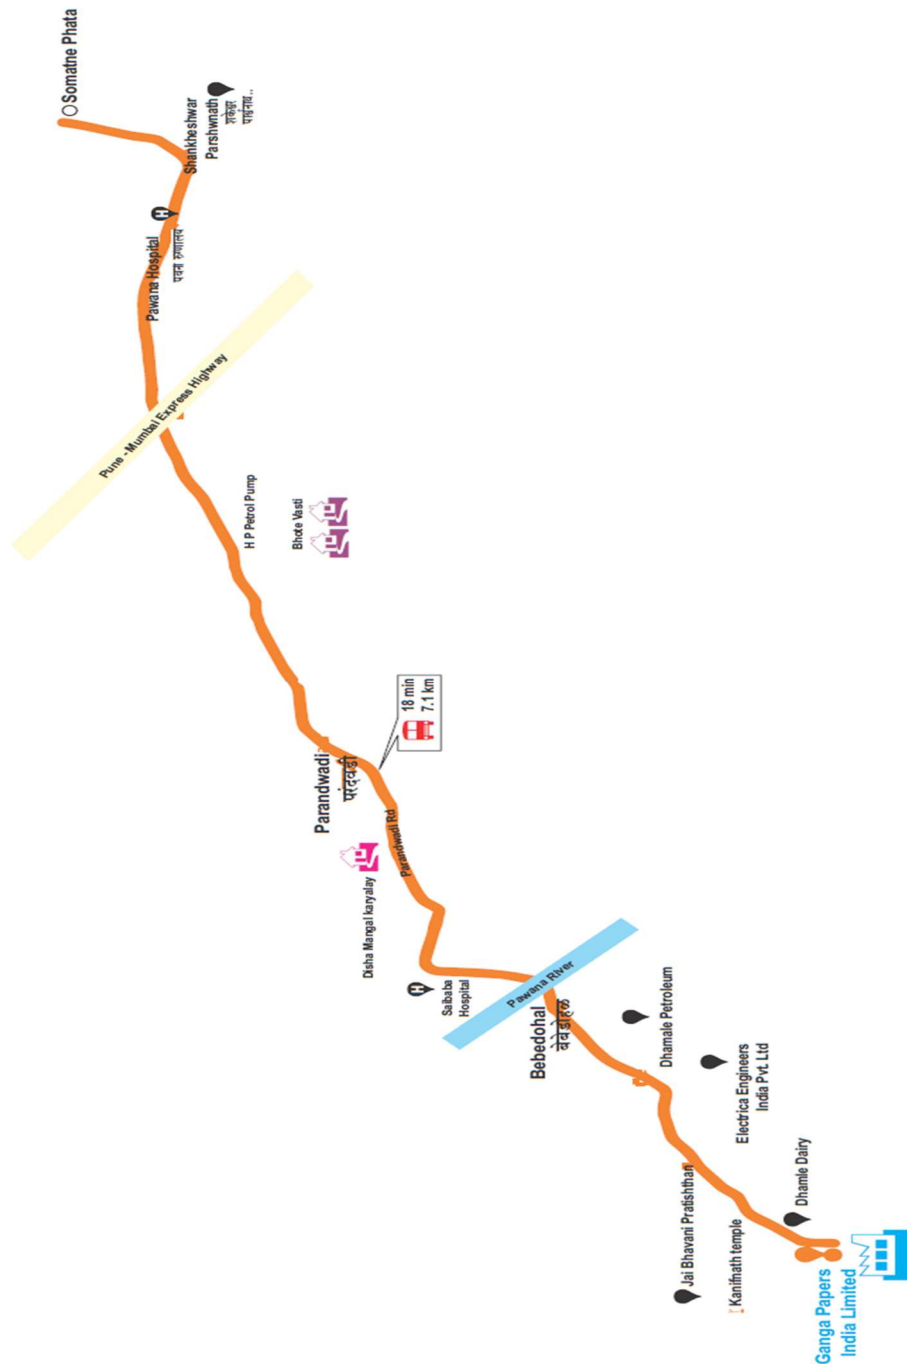 Somatne Phata
Shankheshwar
Parshwnath
शंकेश्वर
पार्श्वनाथ..
H
Pawana Hospital
पवना रुग्णालय
Pune - Mumbai Express Highway
H P Petrol Pump
Bhote Vasti
18 min
7.1 km
Parandwadi
परंदवडी
Parandwadi Rd
Disha Mangal karyalay
H
Saibaba
Hospital
Pawana River
Bebedohal
बेबडोहळ
Dhamale Petroleum
Electrica Engineers
India Pvt. Ltd
Jai Bhavani Pratishthan
Kanifnath temple
Dhamle Dairy
Ganga Papers
India Limited